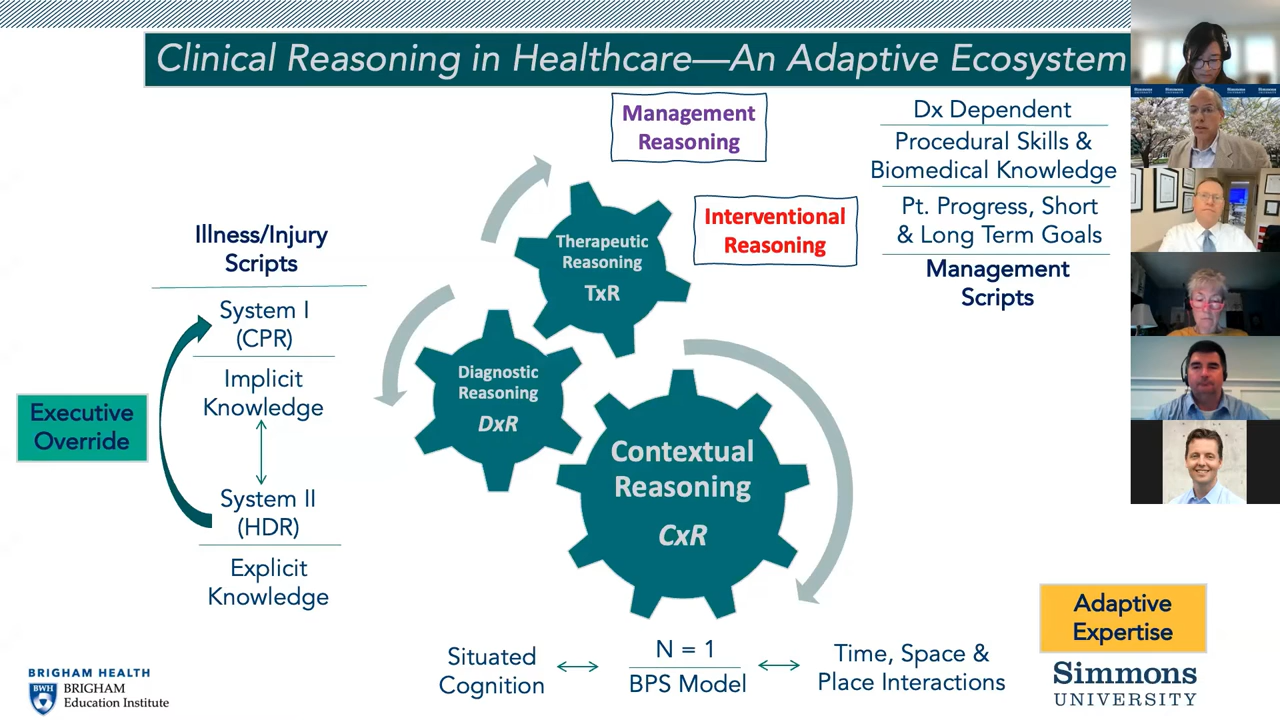 Clinical Reasoning in Healthcare—An Adaptive Ecosystem
Management
Reasoning
Interventional
Reasoning
Dx Dependent
Procedural Skills &
Biomedical Knowledge
Pt. Progress, Short
& Long Term Goals
Management
Scripts
Illness/Injury
Scripts
System I
(CPR)
Implicit
Knowledge
System II
(HDR)
Explicit
Knowledge
Executive
Override
Therapeutic
Reasoning
TxR
Diagnostic
Reasoning
DxR
Contextual
Reasoning
CxR
Situated
Cognition
N = 1
BPS Model
Time, Space &
Place Interactions
Adaptive
Expertise
Simmons
UNIVERSITY
BRIGHAM HEALTH
BWH
BRIGHAM
Education Institute
Simmons
UNIVERSITY